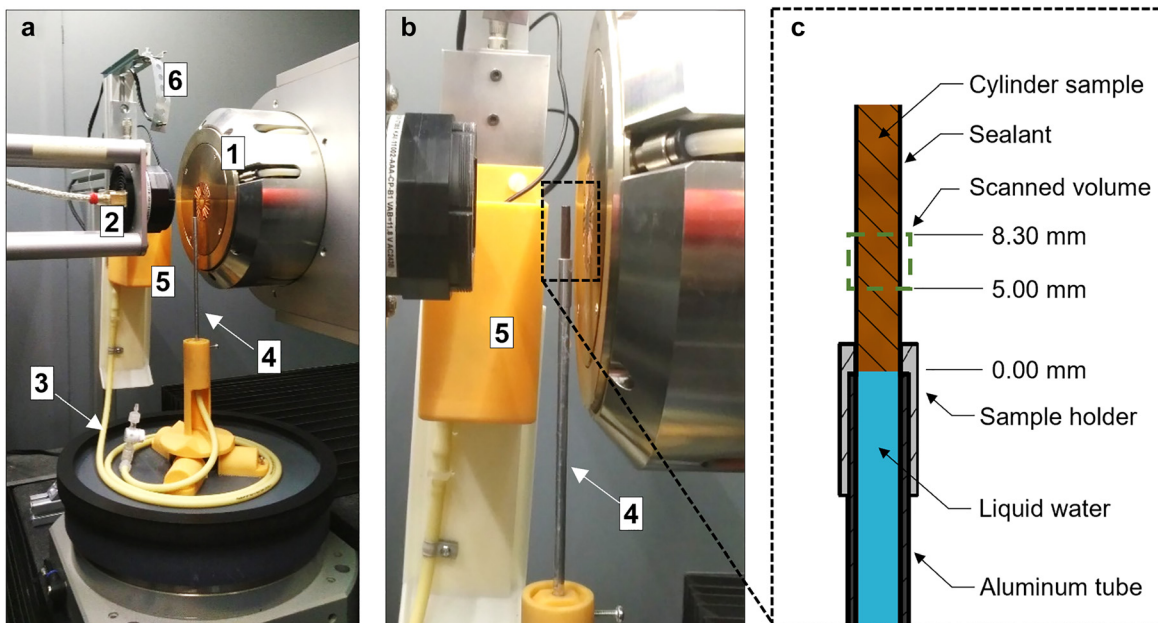 a
6
1
2
5
4
3
b
5
4
c
Cylinder sample
Sealant
Scanned volume
8.30 mm
5.00 mm
0.00 mm
Sample holder
Liquid water
Aluminum tube